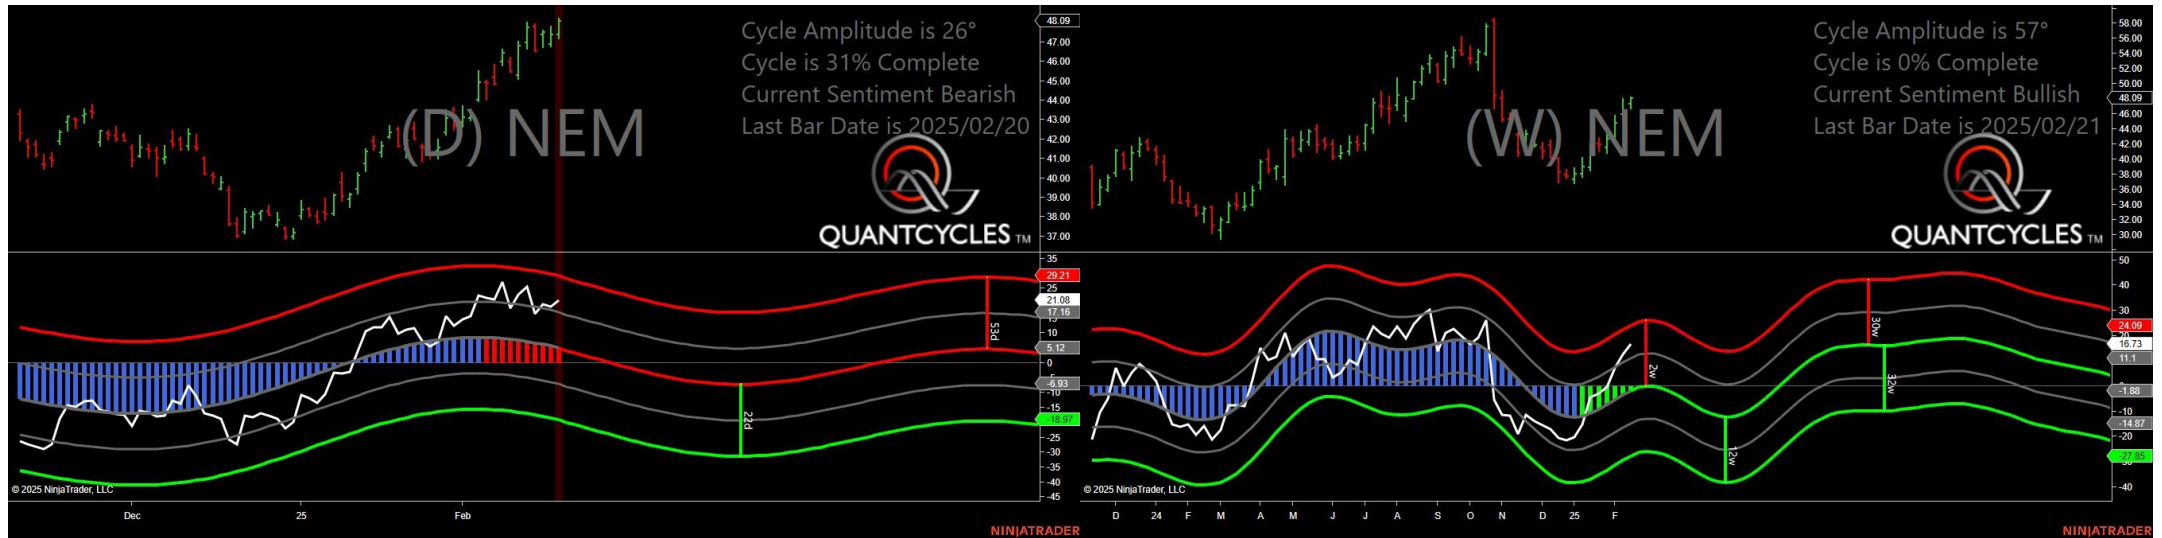 Cycle Amplitude is 26°
Cycle is 31% Complete
Current Sentiment Bearish
Last Bar Date is 2025/02/20
(D) NEM
QUANTCYCLES TM
48.09
47.00
46.00
45.00
44.00
43.00
42.00
41.00
40.00
39.00
38.00
37.00
35
29.21
25
21.08
17.16
10
5.12
0
-6.93
-10
-15
-18.97
-25
-30
-35
-40
-45
53d
22d
© 2025 NinjaTrader, LLC
Dec
25
Feb
NINJATRADER
Cycle Amplitude is 57°
Cycle is 0% Complete
Current Sentiment Bullish
Last Bar Date is 2025/02/21
(W) NEM
QUANTCYCLES TM
58.00
56.00
54.00
52.00
50.00
48.09
46.00
44.00
42.00
40.00
38.00
36.00
34.00
32.00
30.00
50
40
30
24.09
16.73
11.1
-1.88
-10
-14.87
-20
-27.85
-40
2w
12w
30w
32w
© 2025 NinjaTrader, LLC
D 24 F M A M J J A S O N D 25 F
NINJATRADER